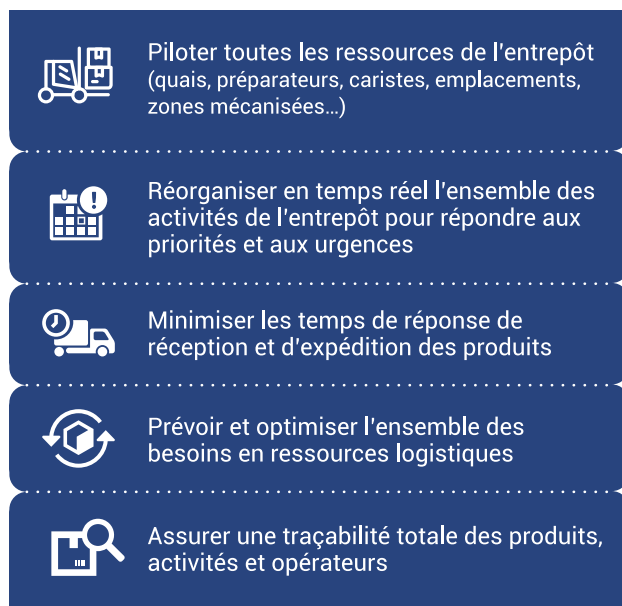 Piloter toutes les ressources de l'entrepôt
(quais, préparateurs, caristes, emplacements,
zones mécanisées...)
Réorganiser en temps réel l'ensemble des
activités de l'entrepôt pour répondre aux
priorités et aux urgences
Minimiser les temps de réponse de
réception et d'expédition des produits
Prévoir et optimiser l'ensemble des
besoins en ressources logistiques
Assurer une traçabilité totale des produits,
activités et opérateurs